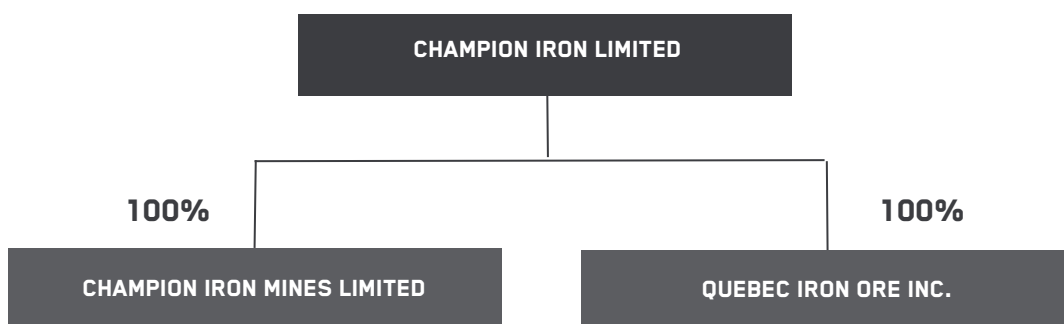 CHAMPION IRON LIMITED
100%
100%
CHAMPION IRON MINES LIMITED
QUEBEC IRON ORE INC.